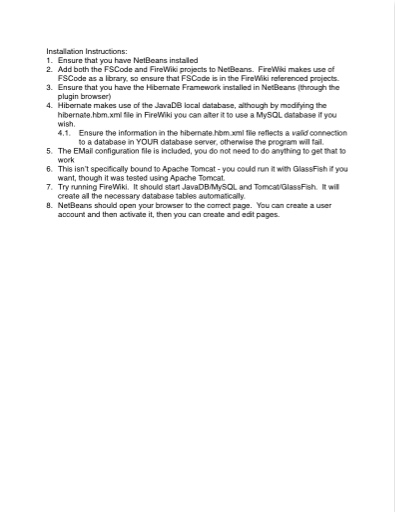 Installation Instructions:
1. Ensure that you have NetBeans installed
2. Add both the FSCode and FireWiki projects to NetBeans. FireWiki makes use of
FSCode as a library, so ensure that FSCode is in the FireWiki referenced projects.
3. Ensure that you have the Hibernate Framework installed in NetBeans (through the
plugin browser)
4. Hibernate makes use of the JavaDB local database, although by modifying the
hibernate.hbm.xml file in FireWiki you can alter it to use a MySQL database if you
wish.
4.1. Ensure the information in the hibernate.hbm.xml file reflects a valid connection
to a database in YOUR database server, otherwise the program will fail.
5. The EMail configuration file is included, you do not need to do anything to get that to
work
6. This isn't specifically bound to Apache Tomcat - you could run it with GlassFish if you
want, though it was tested using Apache Tomcat.
7. Try running FireWiki. It should start JavaDB/MySQL and Tomcat/GlassFish. It will
create all the necessary database tables automatically.
8. NetBeans should open your browser to the correct page. You can create a user
account and then activate it, then you can create and edit pages.